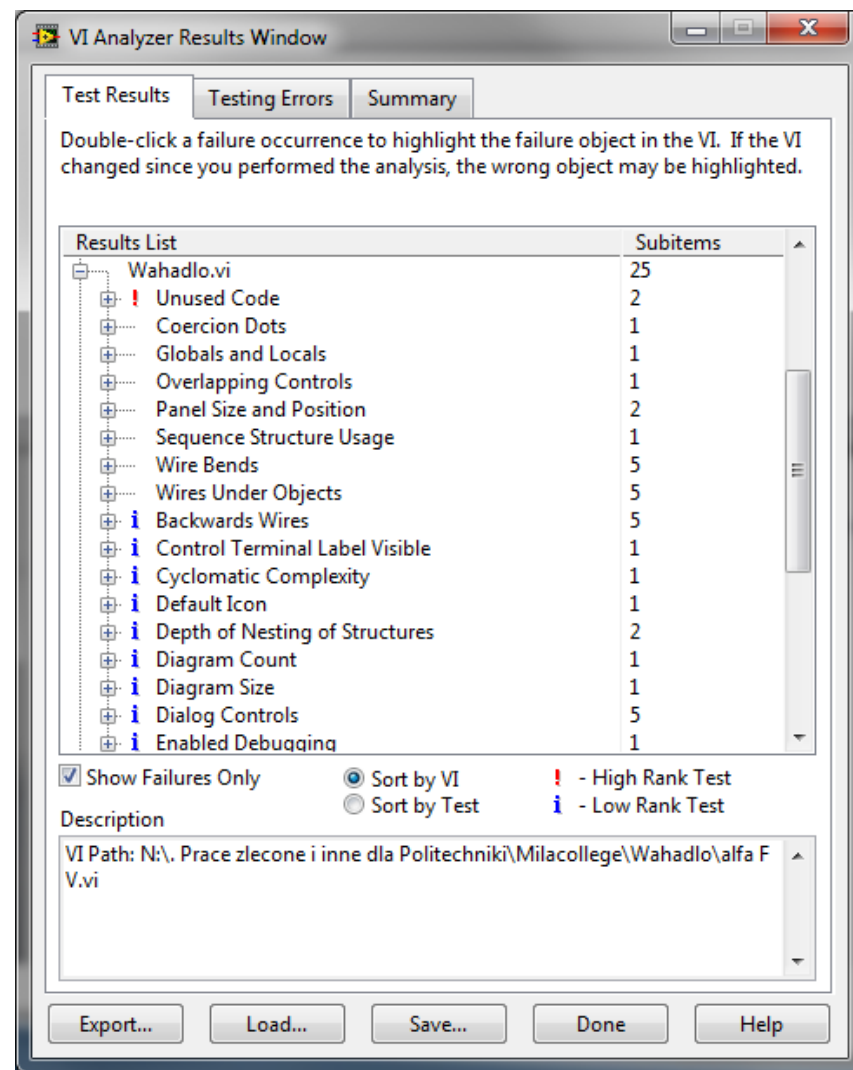 VI Analyzer Results Window
Test Results Testing Errors Summary
Double-click a failure occurrence to highlight the failure object in the VI. If the VI
changed since you performed the analysis, the wrong object may be highlighted.
Results List Subitems
Wahadlo.vi 25
! Unused Code 2
Coercion Dots 1
Globals and Locals 1
Overlapping Controls 1
Panel Size and Position 2
Sequence Structure Usage 1
Wire Bends 5
Wires Under Objects 5
i Backwards Wires 5
i Control Terminal Label Visible 1
i Cyclomatic Complexity 1
i Default Icon 1
i Depth of Nesting of Structures 2
i Diagram Count 1
i Diagram Size 1
i Dialog Controls 5
i Enabled Debugging 1
Show Failures Only Sort by VI ! - High Rank Test
Sort by Test i - Low Rank Test
Description
VI Path: N:\. Prace zlecone i inne dla Politechniki\Milacollege\Wahadlo\alfa F
V.vi
Export... Load... Save... Done Help